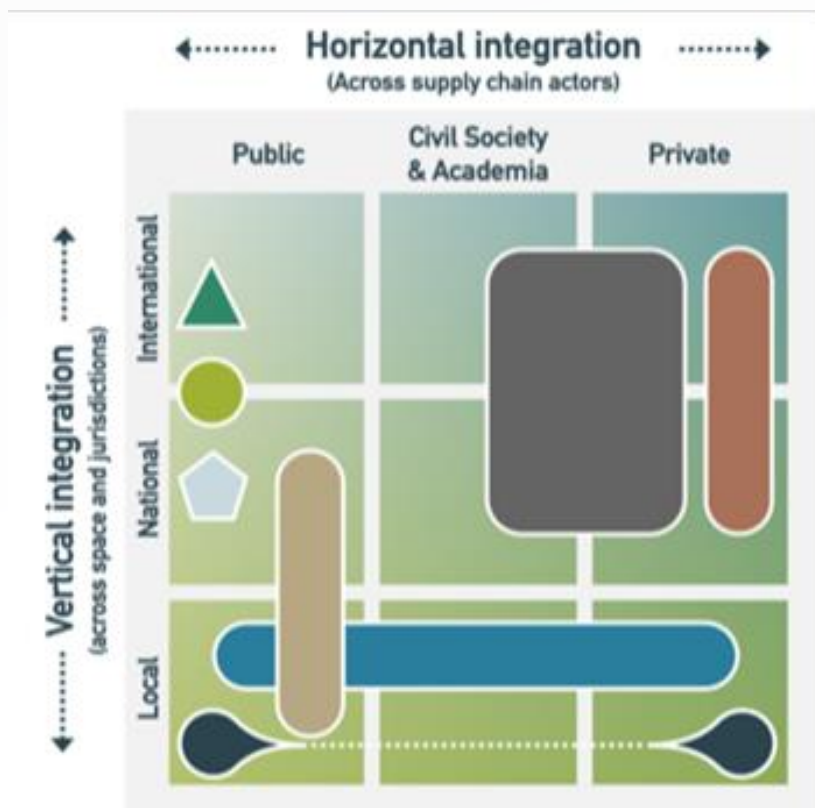 Horizontal integration
(Across supply chain actors)
Public
Civil Society
& Academia
Private
Vertical integration
(across space and jurisdictions)
International
National
Local